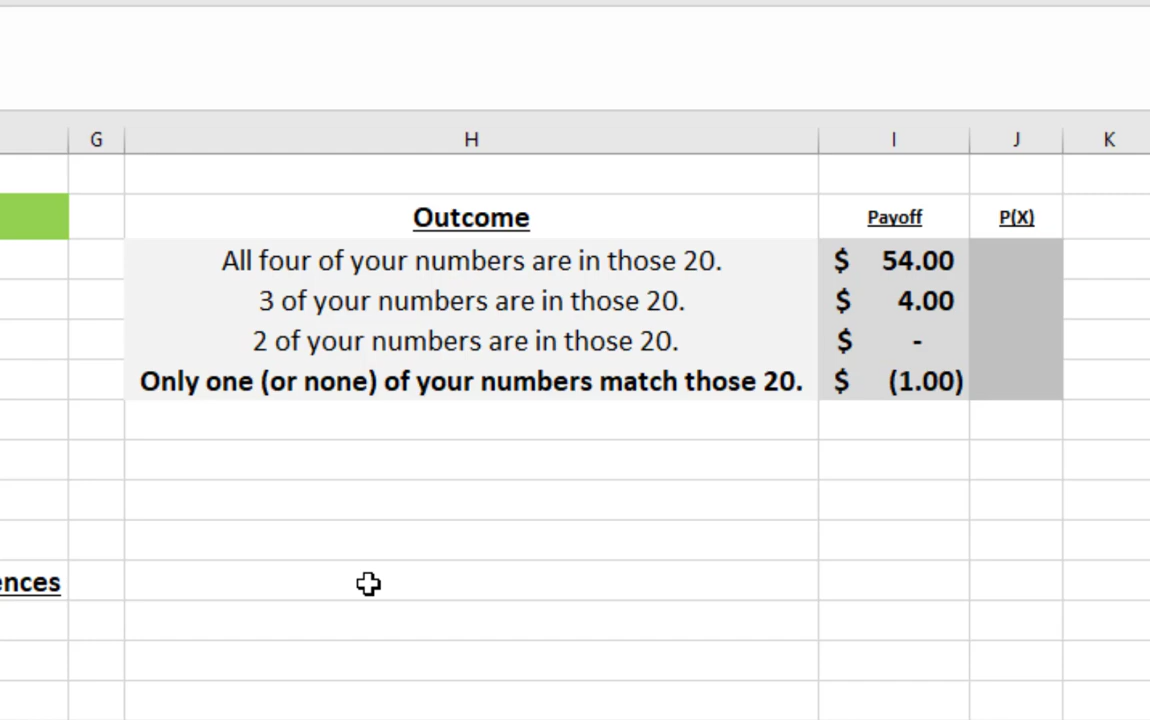 G H I J K
Outcome Payoff P(X)
All four of your numbers are in those 20. $ 54.00
3 of your numbers are in those 20. $ 4.00
2 of your numbers are in those 20. $ -
Only one (or none) of your numbers match those 20. $ (1.00)
ences